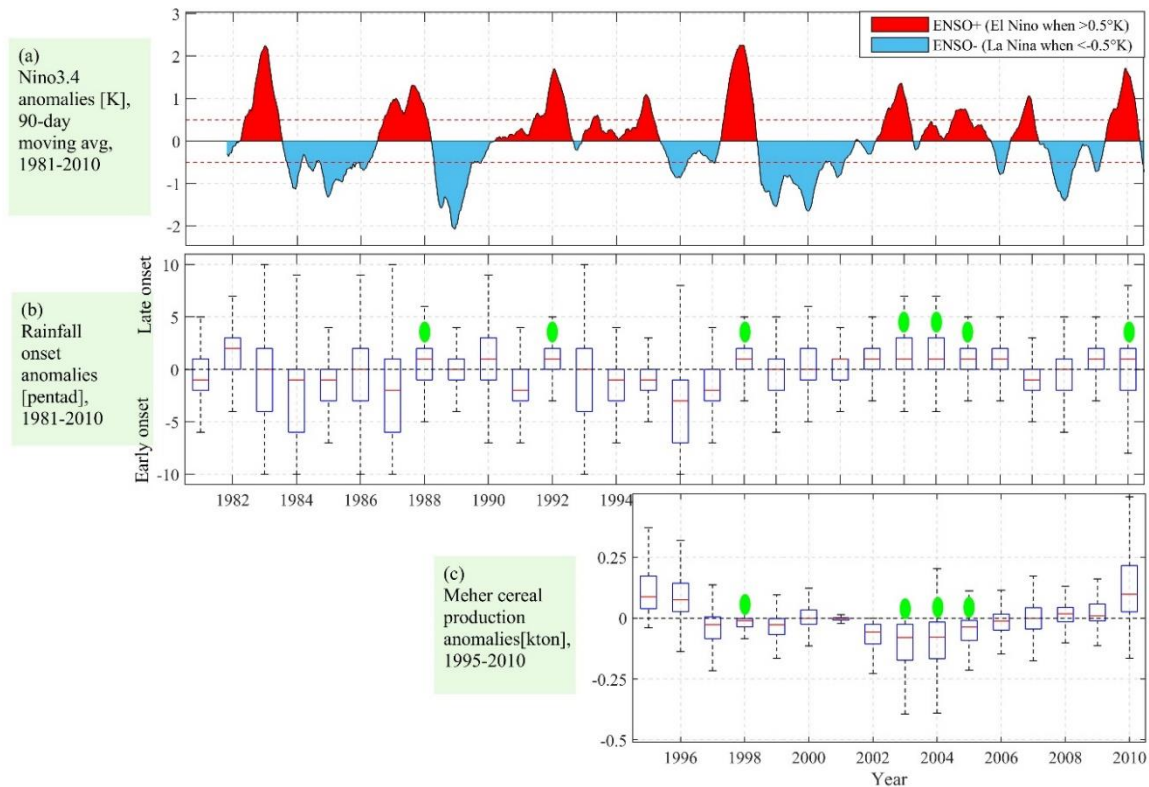 (a)
Nino3.4
anomalies [K],
90-day
moving avg,
1981-2010
3
2
1
0
-1
-2
ENSO+ (El Nino when >0.5°K)
ENSO- (La Nina when <-0.5°K)
(b)
Rainfall
onset
anomalies
[pentad],
1981-2010
Late onset
Early onset
10
5
0
-5
-10
1982 1984 1986 1988 1990 1992 1994
(c)
Meher cereal
production
anomalies[kton],
1995-2010
0.25
0
-0.25
-0.5
1996 1998 2000 2002 2004 2006 2008 2010
Year